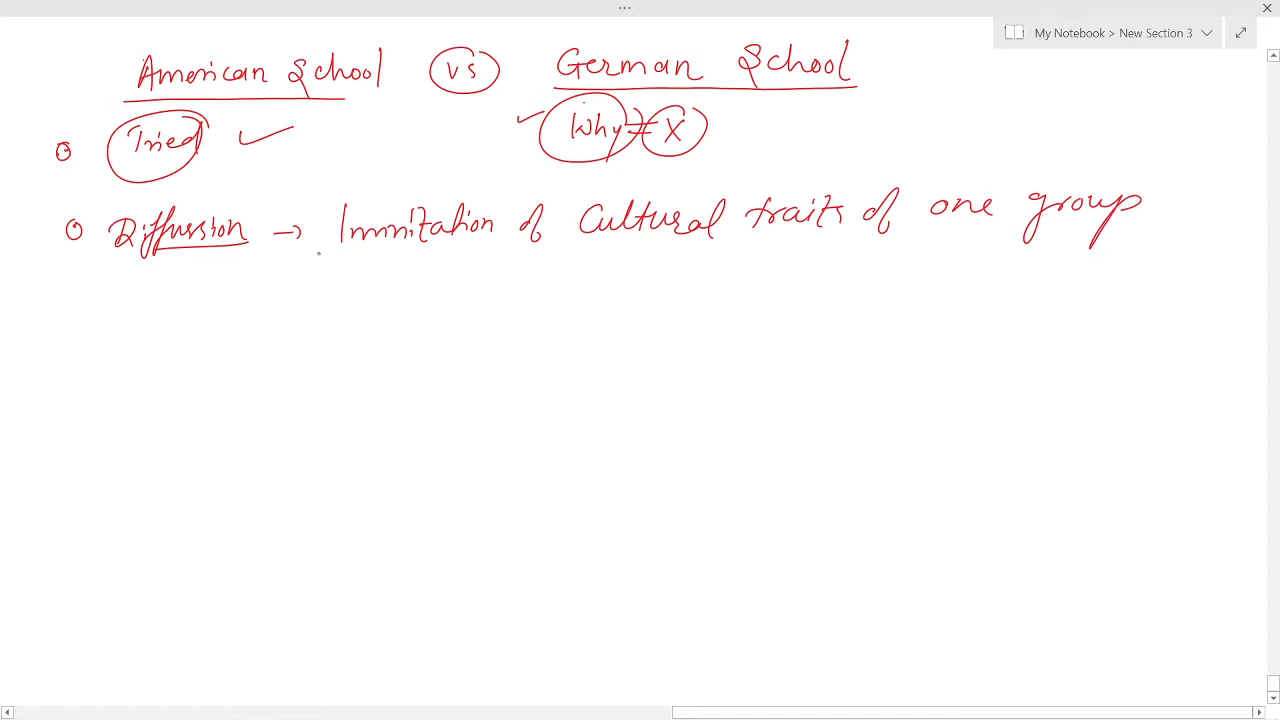 My Notebook > New Section 3
American School vs German School
Tried ✓ ✓ Why = X
Diffussion → Immitation of Cultural traits of one group